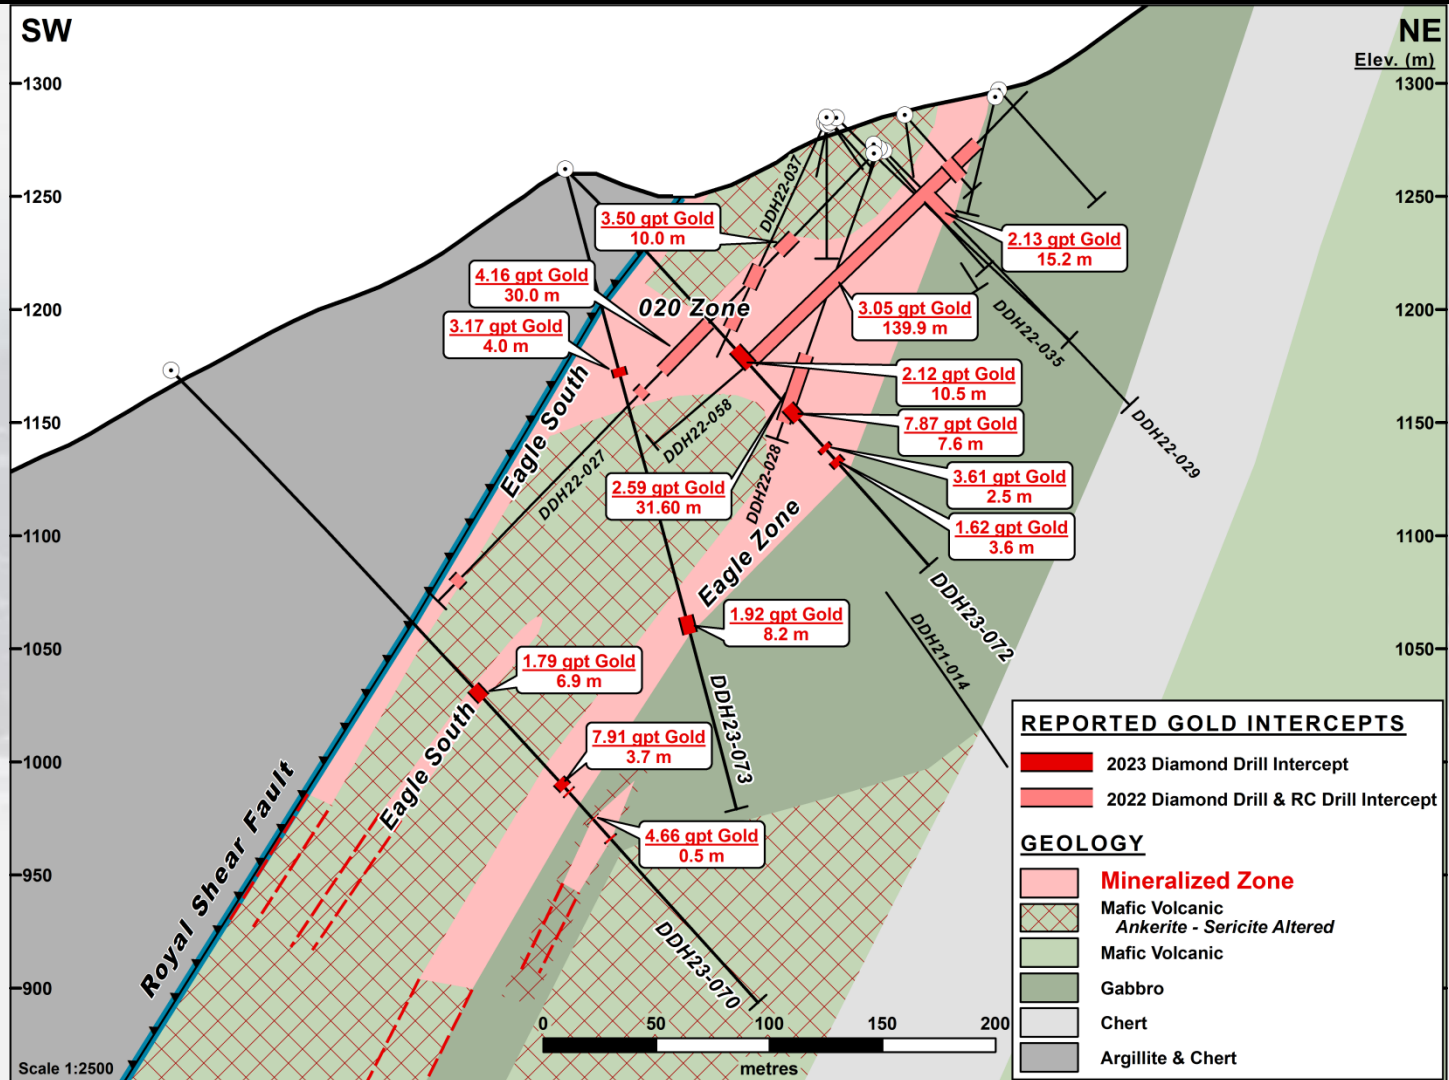 SW
NE
Elev. (m)
1300
1300
1250
1250
1200
1200
1150
1150
1100
1100
1050
1050
1000
950
900
DDH22-037
3.50 gpt Gold
10.0 m
2.13 gpt Gold
15.2 m
4.16 gpt Gold
30.0 m
020 Zone
3.05 gpt Gold
139.9 m
3.17 gpt Gold
4.0 m
DDH22-035
2.12 gpt Gold
10.5 m
Eagle South
DDH22-058
7.87 gpt Gold
7.6 m
DDH22-029
DDH22-027
2.59 gpt Gold
31.60 m
DDH22-028
3.61 gpt Gold
2.5 m
1.62 gpt Gold
3.6 m
Eagle Zone
DDH23-072
1.92 gpt Gold
8.2 m
DDH21-014
1.79 gpt Gold
6.9 m
DDH23-073
Eagle South
7.91 gpt Gold
3.7 m
4.66 gpt Gold
0.5 m
Royal Shear Fault
DDH23-070
REPORTED GOLD INTERCEPTS
2023 Diamond Drill Intercept
2022 Diamond Drill & RC Drill Intercept
GEOLOGY
Mineralized Zone
Mafic Volcanic
Ankerite - Sericite Altered
Mafic Volcanic
Gabbro
Chert
Argillite & Chert
0 50 100 150 200
metres
Scale 1:2500